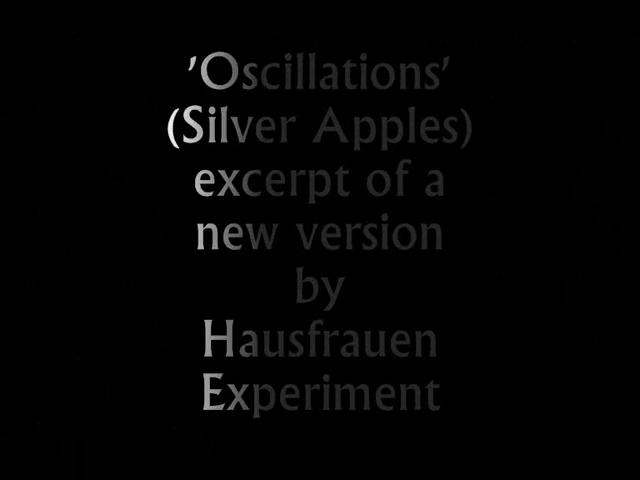 'Oscillations'
(Silver Apples)
excerpt of a
new version
by
Hausfrauen
Experiment